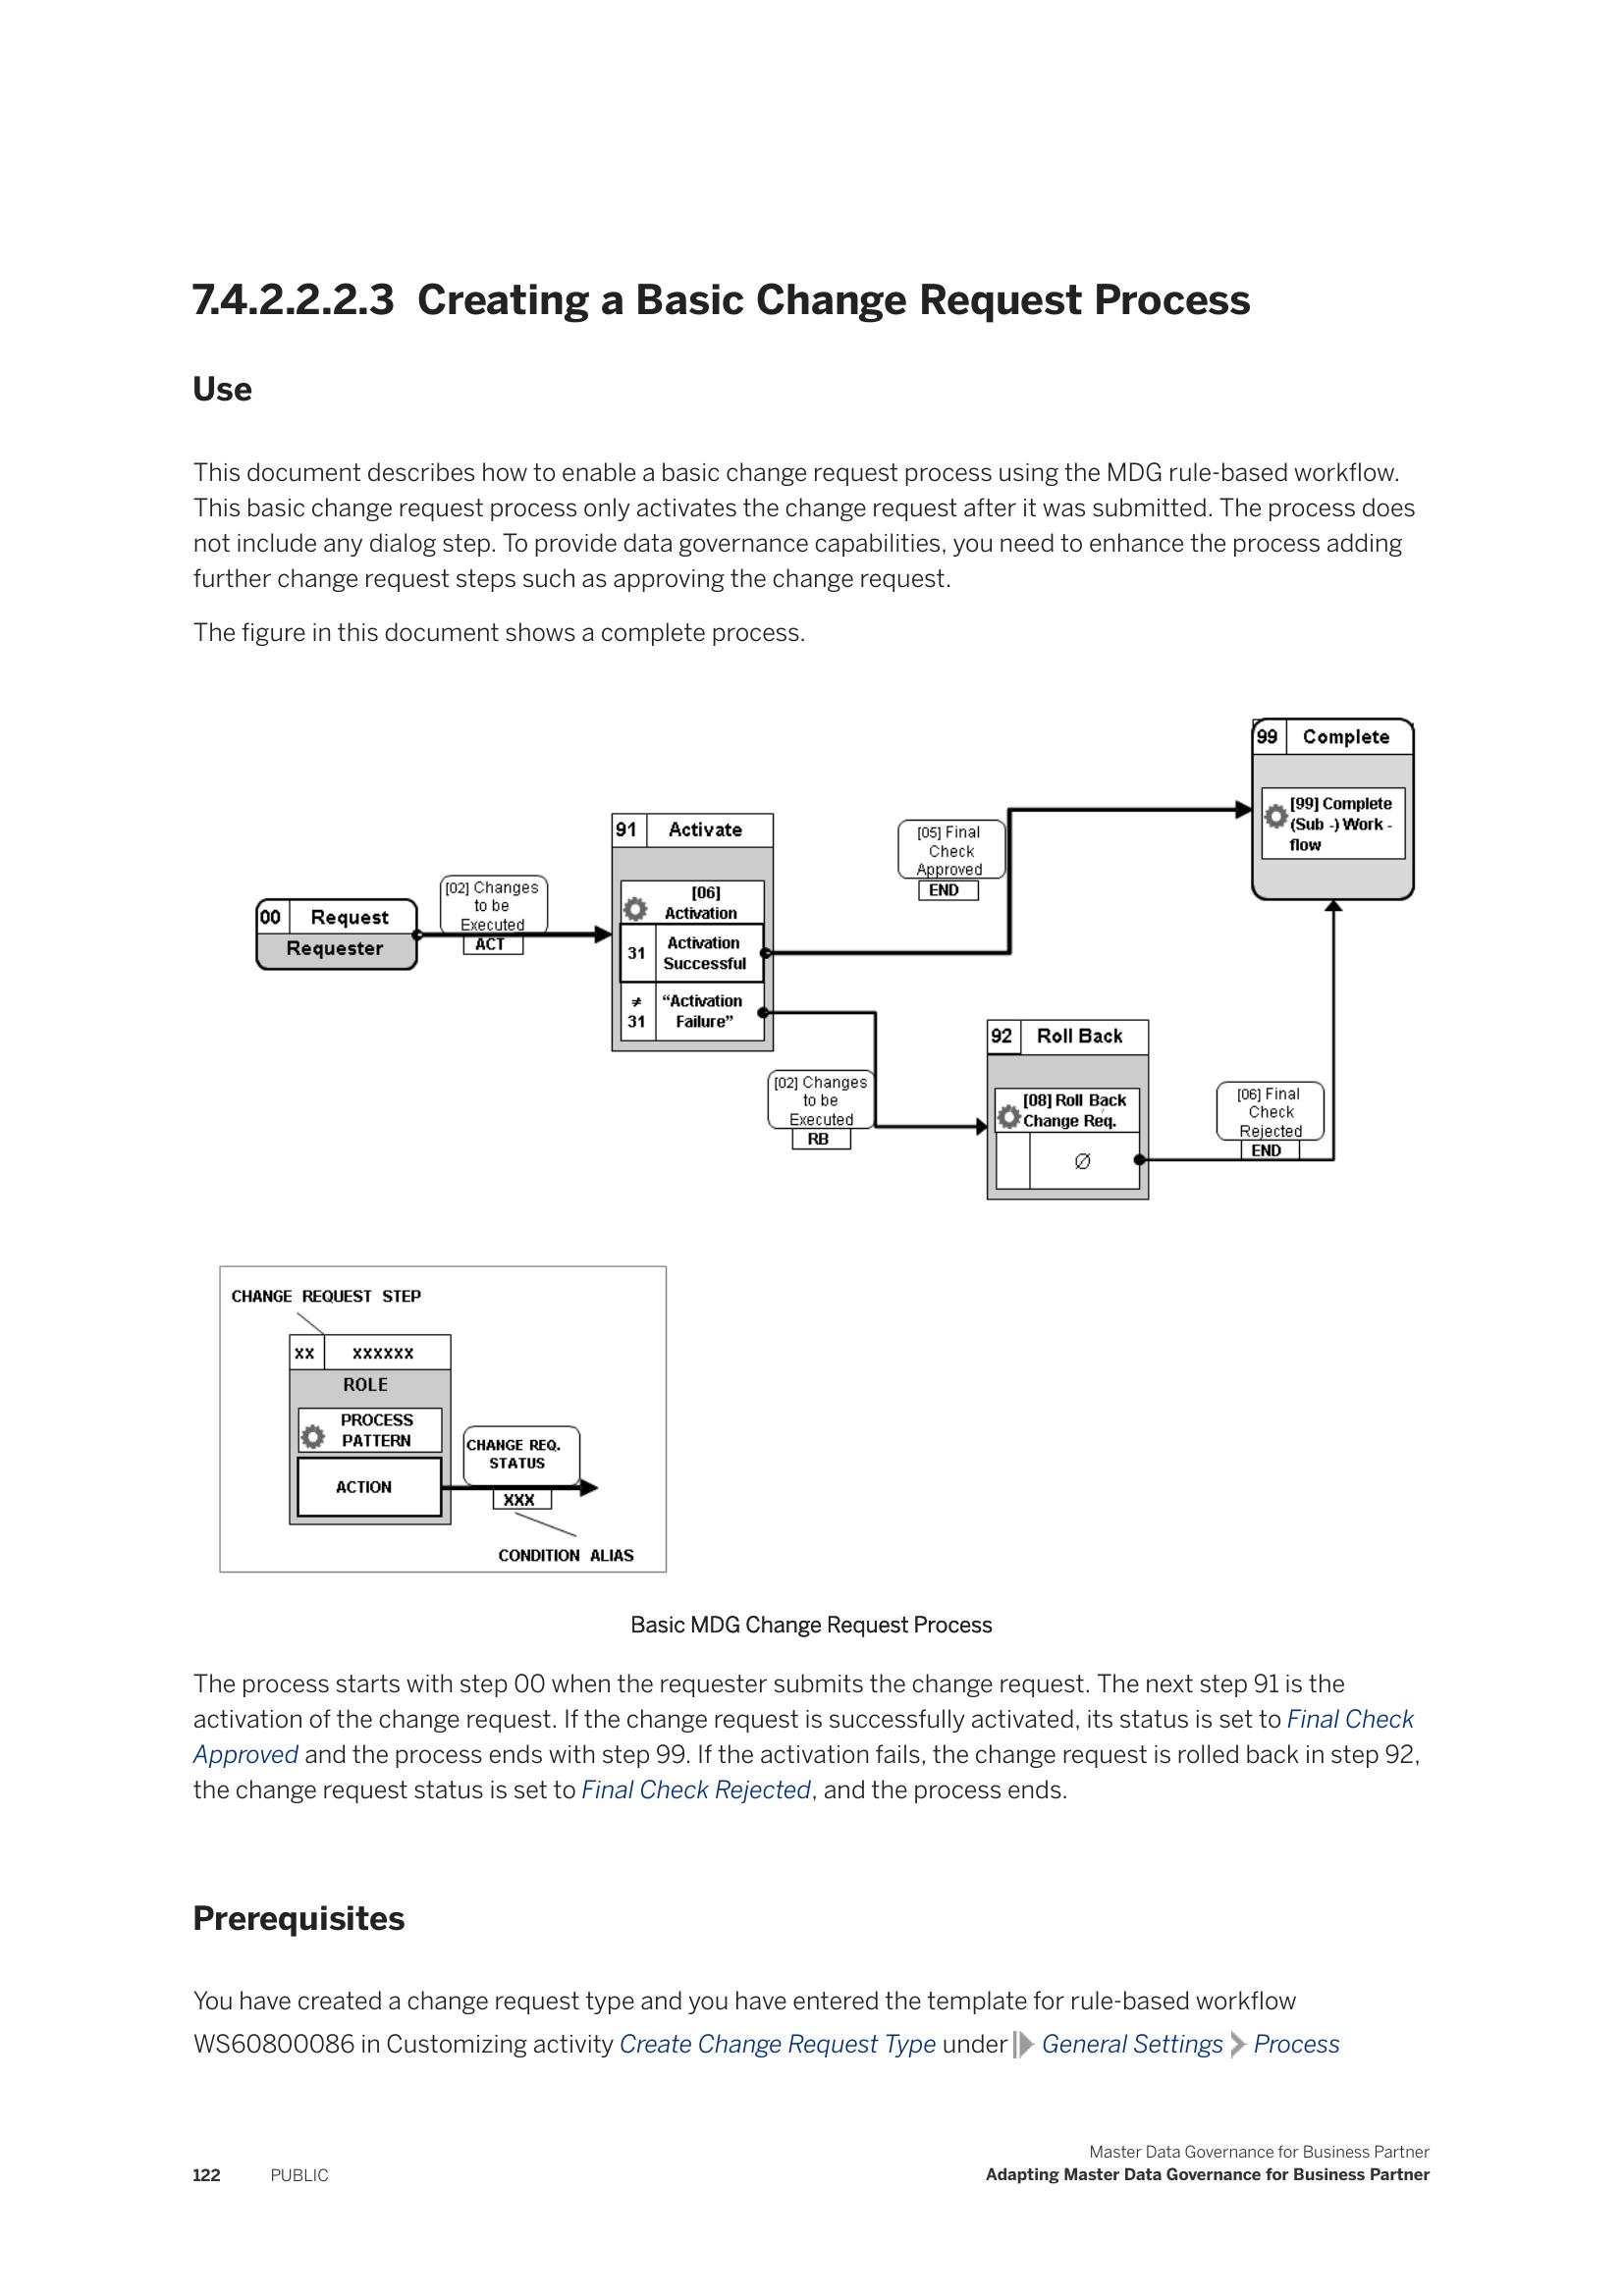 7.4.2.2.2.3 Creating a Basic Change Request Process
Use
This document describes how to enable a basic change request process using the MDG rule-based workflow.
This basic change request process only activates the change request after it was submitted. The process does
not include any dialog step. To provide data governance capabilities, you need to enhance the process adding
further change request steps such as approving the change request.
The figure in this document shows a complete process.
99 Complete
[99] Complete
(Sub -) Work -
flow
91 Activate
[06]
Activation
31 Activation
Successful
≠
31
“Activation
Failure”
[05] Final
Check
Approved
END
00 Request
Requester
[02] Changes
to be
Executed
ACT
[02] Changes
to be
Executed
RB
92 Roll Back
[08] Roll Back
Change Req.
∅
[06] Final
Check
Rejected
END
CHANGE REQUEST STEP
xx xxxxxx
ROLE
PROCESS
PATTERN
ACTION
CHANGE REQ.
STATUS
XXX
CONDITION ALIAS
Basic MDG Change Request Process
The process starts with step 00 when the requester submits the change request. The next step 91 is the
activation of the change request. If the change request is successfully activated, its status is set to Final Check
Approved and the process ends with step 99. If the activation fails, the change request is rolled back in step 92,
the change request status is set to Final Check Rejected, and the process ends.
Prerequisites
You have created a change request type and you have entered the template for rule-based workflow
WS60800086 in Customizing activity Create Change Request Type under General Settings Process
Master Data Governance for Business Partner
122 PUBLIC Adapting Master Data Governance for Business Partner